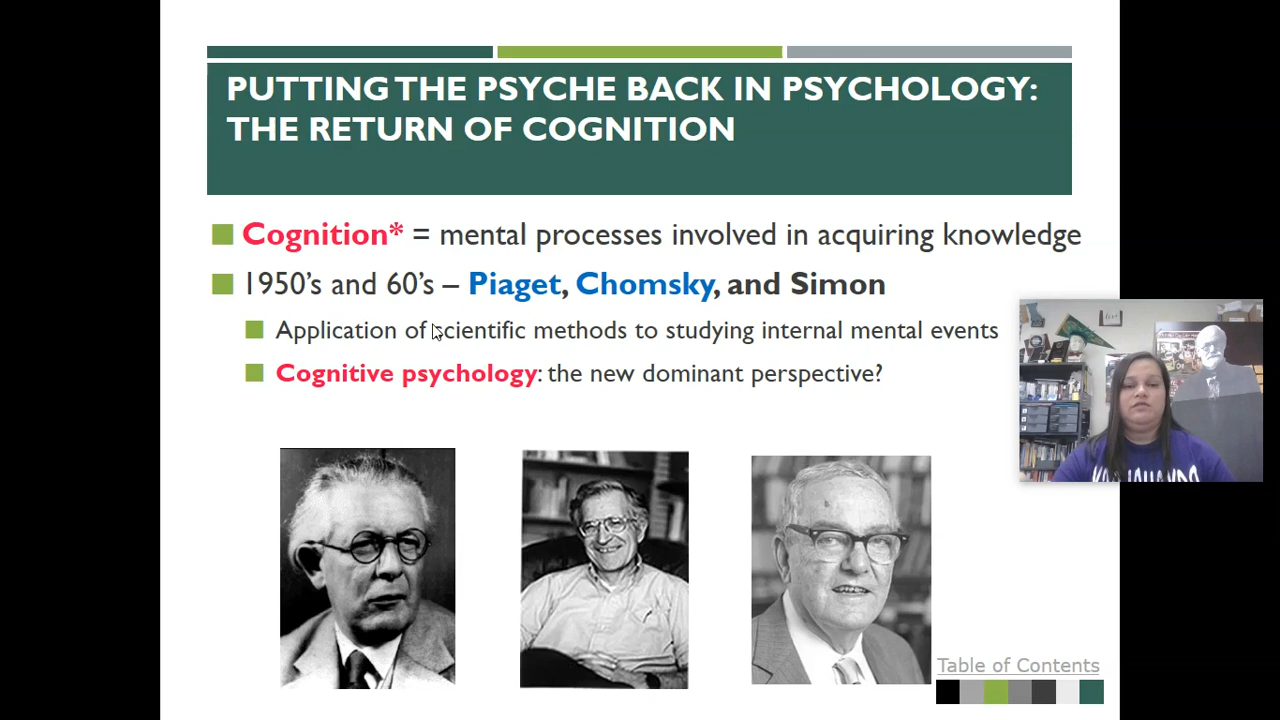 PUTTING THE PSYCHE BACK IN PSYCHOLOGY:
THE RETURN OF COGNITION
Cognition* = mental processes involved in acquiring knowledge
1950's and 60's – Piaget, Chomsky, and Simon
Application of scientific methods to studying internal mental events
Cognitive psychology: the new dominant perspective?
Table of Contents